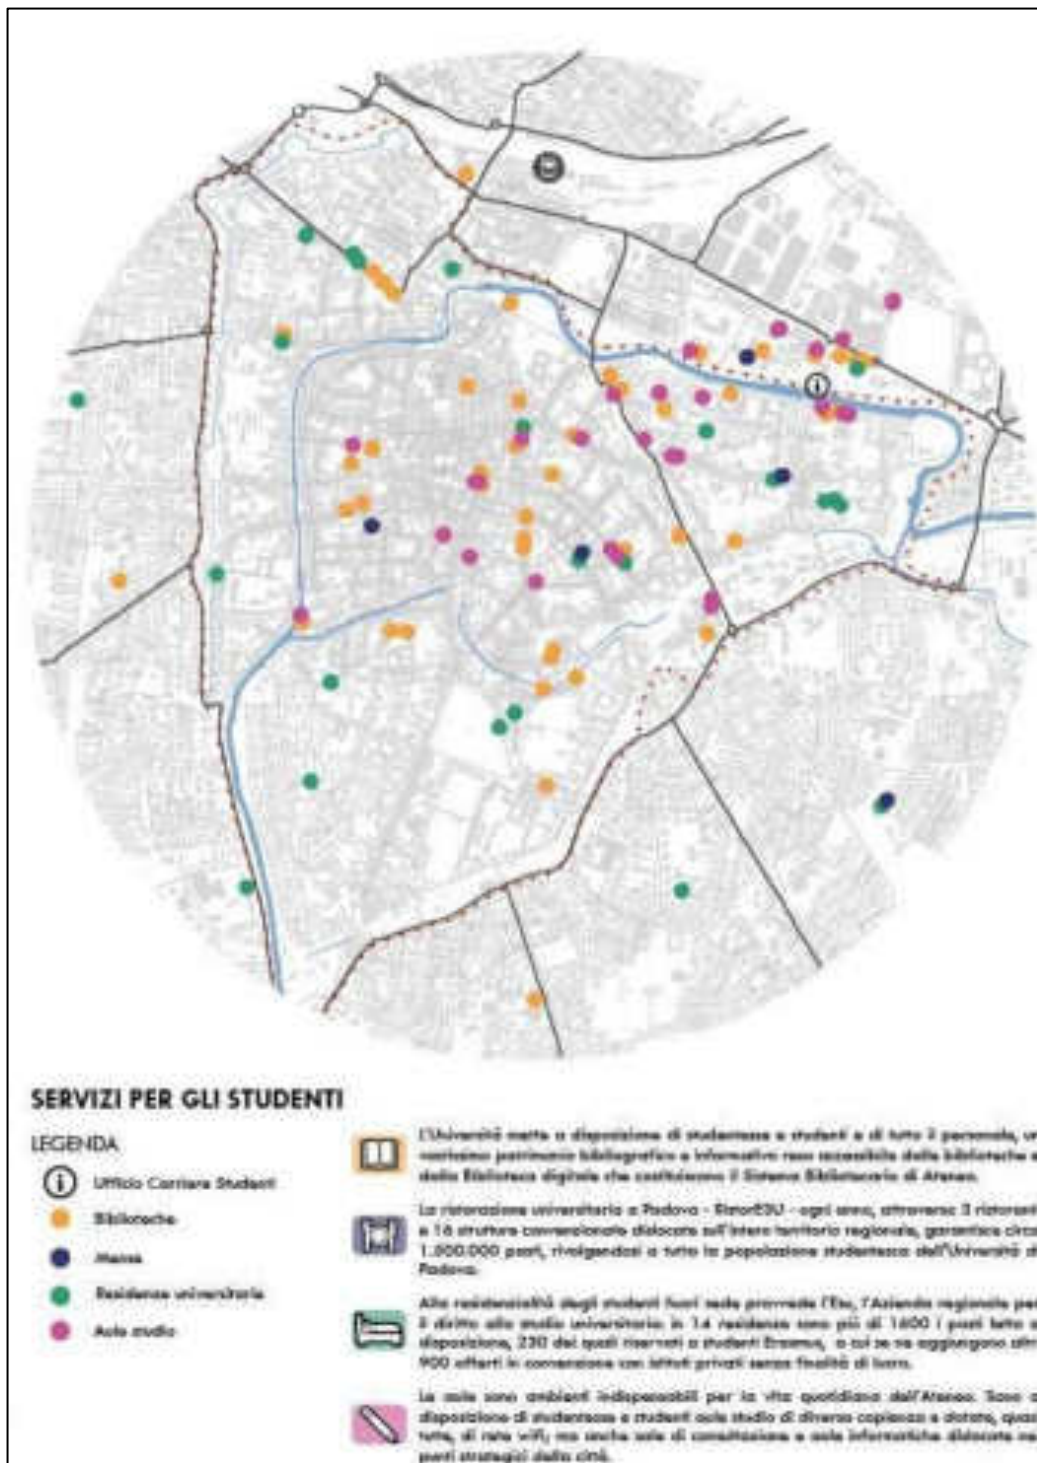 SERVIZI PER GLI STUDENTI
LEGENDA
Ufficio Carriere Studenti
Biblioteche
Mense
Residenze universitarie
Aule studio
L'Università mette a disposizione di studentesse e studenti e di tutto il personale, un
vastissimo patrimonio bibliografico e informativo reso accessibile dalle biblioteche e
dalla Biblioteca digitale che costituiscono il Sistema Bibliotecario di Ateneo.
La ristorazione universitaria a Padova - RistorESU - ogni anno, attraverso 3 ristoranti
e 16 strutture convenzionate dislocate sull'intero territorio regionale, garantisce circa
1.500.000 pasti, rivolgendosi a tutta la popolazione studentesca dell'Università di
Padova.
Alla residenzialità degli studenti fuori sede provvede l'Esu, l'Azienda regionale per
il diritto allo studio universitario: in 14 residenze sono più di 1600 i posti letto a
disposizione, 230 dei quali riservati a studenti Erasmus, a cui se ne aggiungono altri
900 offerti in convenzione con istituti privati senza finalità di lucro.
Le aule sono ambienti indispensabili per la vita quotidiana dell'Ateneo. Sono a
disposizione di studentesse e studenti aule studio di diversa capienza e dotate, quasi
tutte, di rete wifi, ma anche sale di consultazione e aule informatiche dislocate nei
punti strategici della città.